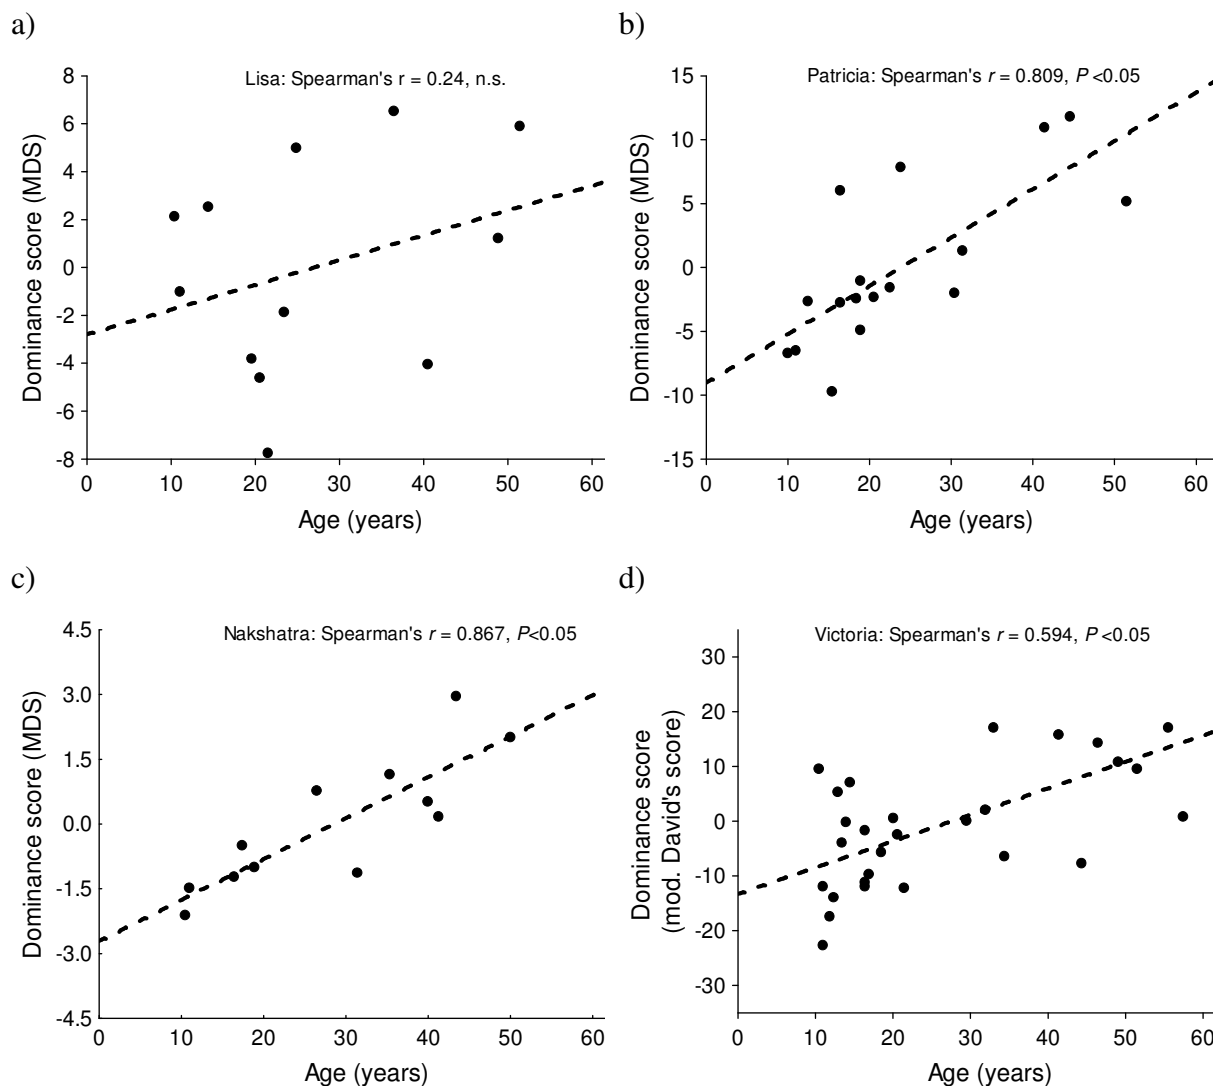 a)
Lisa: Spearman's r = 0.24, n.s.
Dominance score (MDS)
8
6
4
2
0
-2
-4
-6
-8
0 10 20 30 40 50 60
Age (years)
b)
Patricia: Spearman's r = 0.809, P <0.05
Dominance score (MDS)
15
10
5
0
-5
-10
-15
0 10 20 30 40 50 60
Age (years)
c)
Nakshatra: Spearman's r = 0.867, P<0.05
Dominance score (MDS)
4.5
3.0
1.5
0.0
-1.5
-3.0
-4.5
0 10 20 30 40 50 60
Age (years)
d)
Victoria: Spearman's r = 0.594, P <0.05
Dominance score
(mod. David's score)
30
20
10
0
-10
-20
-30
0 10 20 30 40 50 60
Age (years)